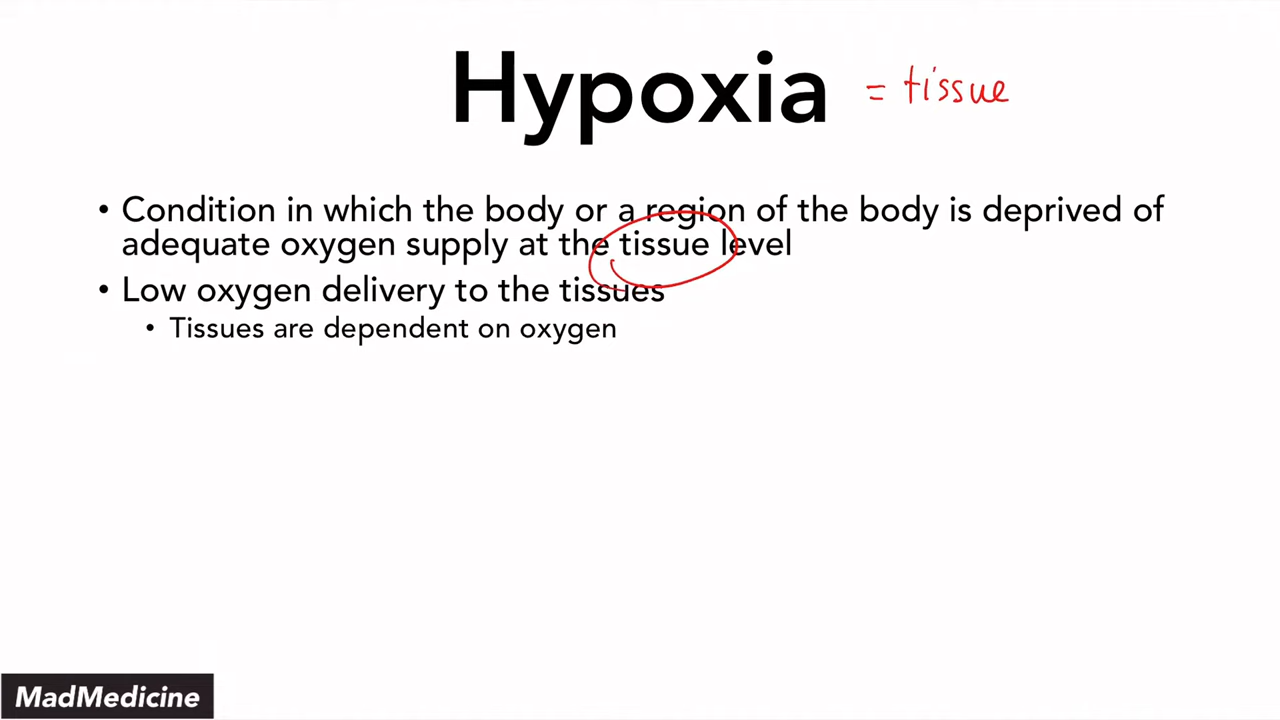 Hypoxia = tissue
• Condition in which the body or a region of the body is deprived of
adequate oxygen supply at the tissue level
• Low oxygen delivery to the tissues
• Tissues are dependent on oxygen
MadMedicine